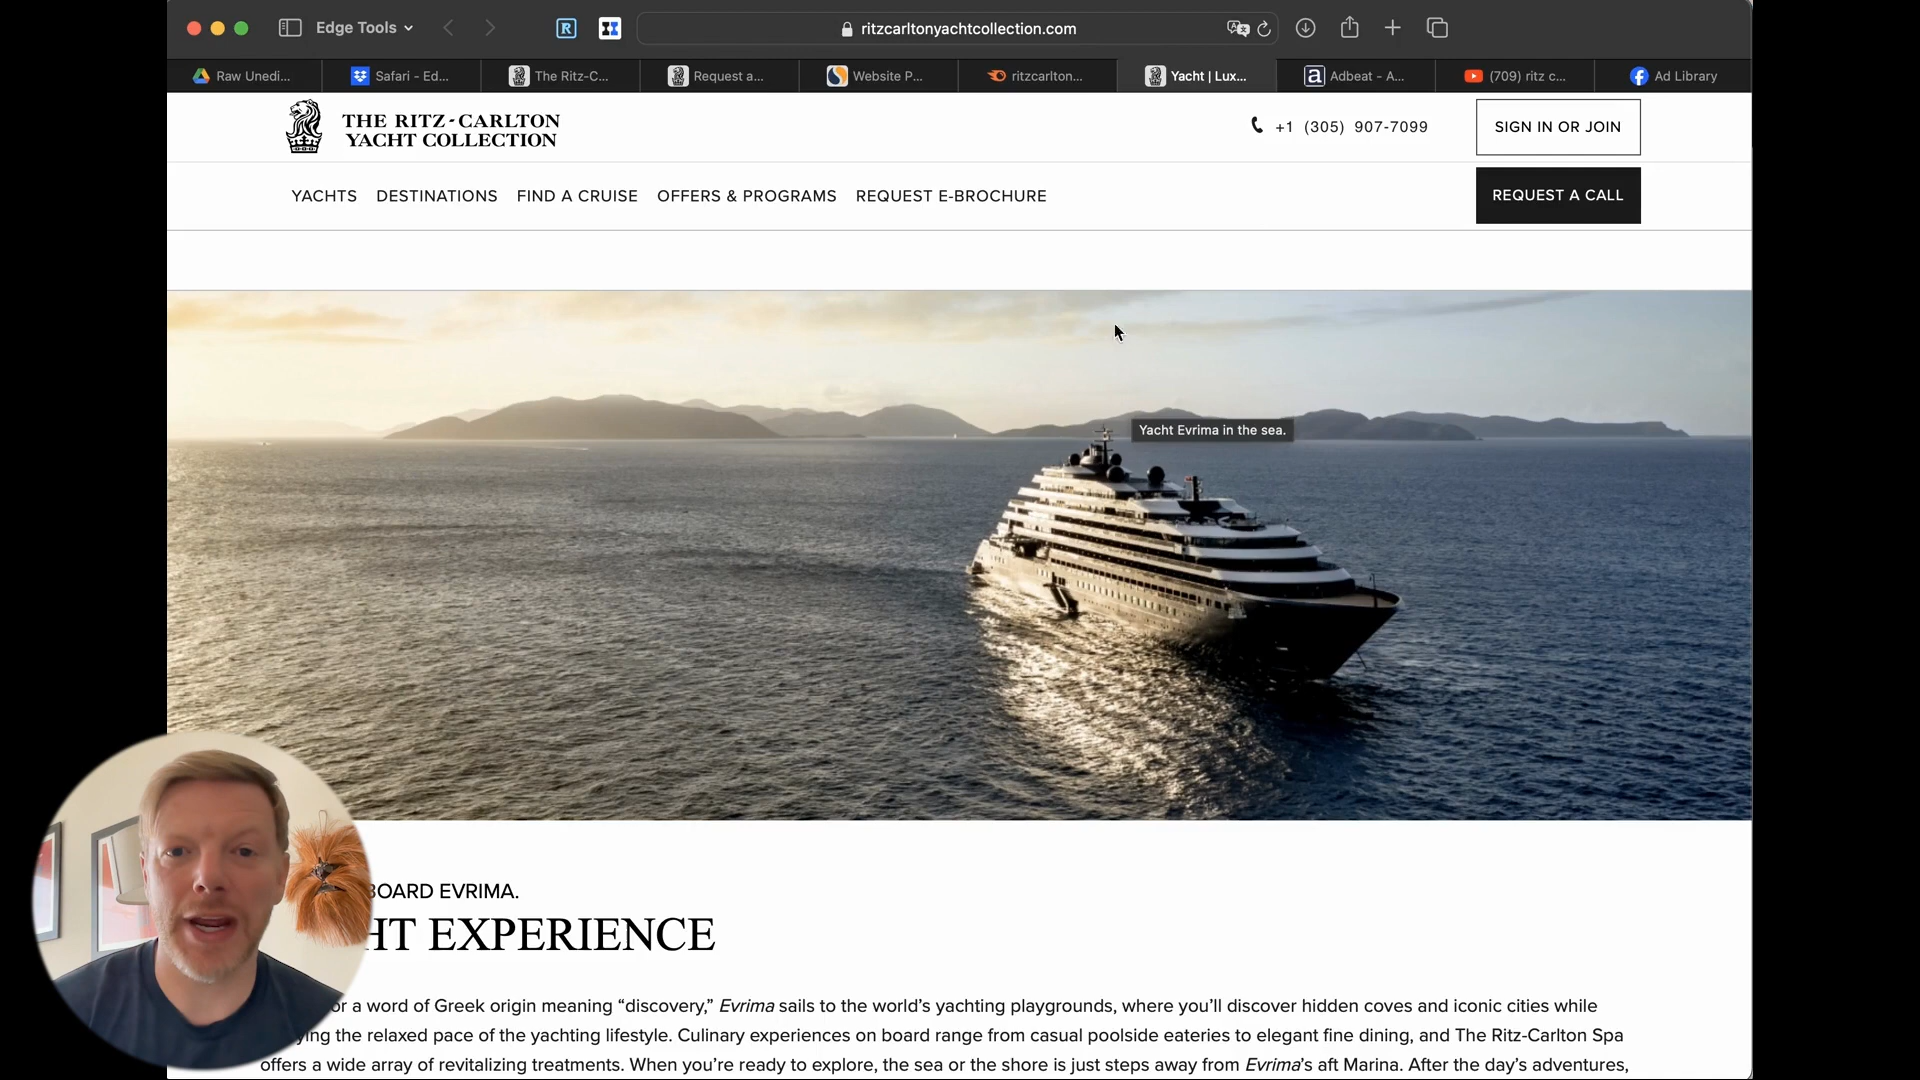 Edge Tools
ritzcarltonyachtcollection.com
Raw Unedi...
Safari - Ed...
The Ritz-C...
Request a...
Website P...
ritzcarlton...
Yacht | Lux...
Adbeat - A...
(709) ritz c...
Ad Library
THE RITZ-CARLTON
YACHT COLLECTION
+1 (305) 907-7099
SIGN IN OR JOIN
YACHTS DESTINATIONS FIND A CRUISE OFFERS & PROGRAMS REQUEST E-BROCHURE
REQUEST A CALL
Yacht Evrima in the sea.
BOARD EVRIMA.
HT EXPERIENCE
or a word of Greek origin meaning “discovery,” Evrima sails to the world’s yachting playgrounds, where you’ll discover hidden coves and iconic cities while
ying the relaxed pace of the yachting lifestyle. Culinary experiences on board range from casual poolside eateries to elegant fine dining, and The Ritz-Carlton Spa
offers a wide array of revitalizing treatments. When you’re ready to explore, the sea or the shore is just steps away from Evrima’s aft Marina. After the day’s adventures,